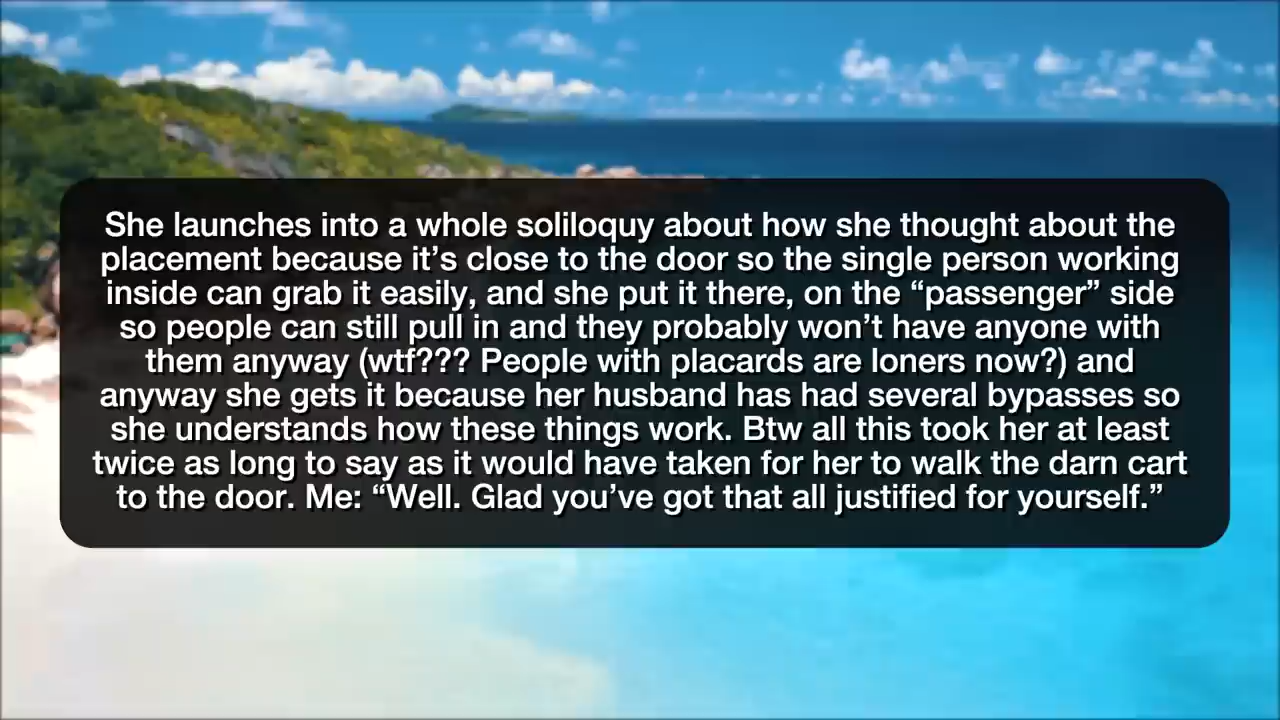 She launches into a whole soliloquy about how she thought about the
placement because it’s close to the door so the single person working
inside can grab it easily, and she put it there, on the “passenger” side
so people can still pull in and they probably won’t have anyone with
them anyway (wtf??? People with placards are loners now?) and
anyway she gets it because her husband has had several bypasses so
she understands how these things work. Btw all this took her at least
twice as long to say as it would have taken for her to walk the darn cart
to the door. Me: “Well. Glad you’ve got that all justified for yourself.”